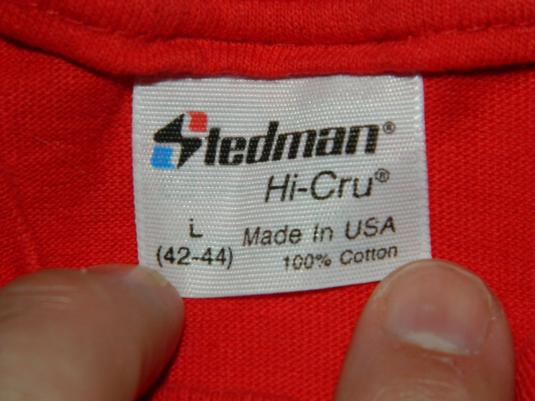 Stedman®
Hi-Cru®
L
(42-44)
Made In USA
100% Cotton